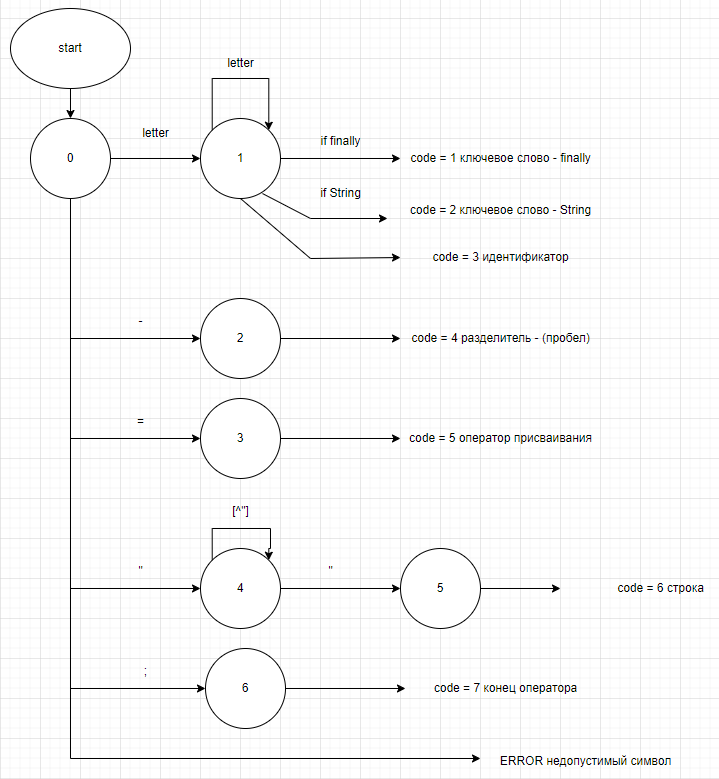 start
letter
letter
0
1
if finally
code = 1 ключевое слово - finally
if String
code = 2 ключевое слово - String
code = 3 идентификатор
-
2
code = 4 разделитель - (пробел)
=
3
code = 5 оператор присваивания
[^"]
"
4
"
5
code = 6 строка
;
6
code = 7 конец оператора
ERROR недопустимый символ